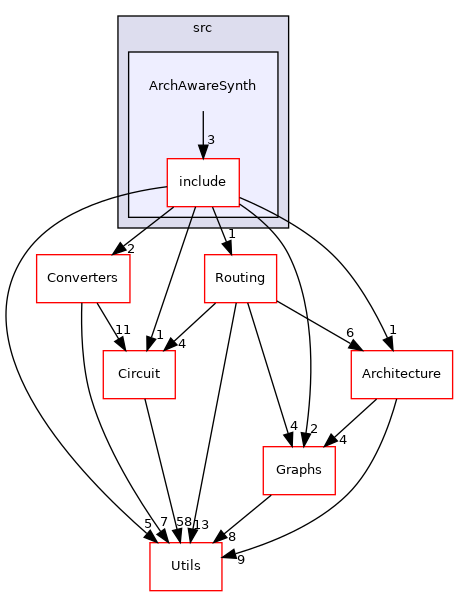 src
ArchAwareSynth
3
include
2
1
Converters
Routing
11
1
4
6
1
Circuit
Architecture
4
2
4
Graphs
5
7
58
13
8
9
Utils